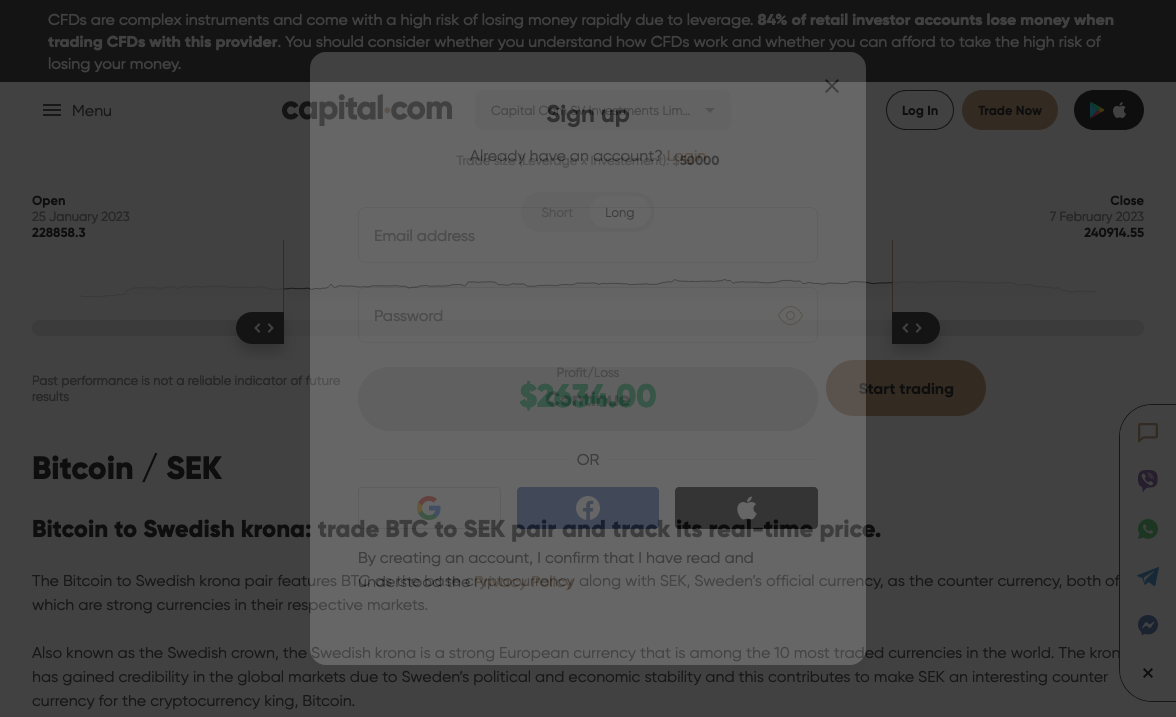 CFDs are complex instruments and come with a high risk of losing money rapidly due to leverage. 84% of retail investor accounts lose money when
trading CFDs with this provider. You should consider whether you understand how CFDs work and whether you can afford to take the high risk of
losing your money.
Menu
capital.com
Capital Com SV Investments Lim...
Log In
Trade Now
Sign up
Already have an account? Login
Trade size (Leverage x Investement): $50000
Open
25 January 2023
228858.3
Short
Long
Close
7 February 2023
240914.55
Email address
Password
Past performance is not a reliable indicator of future
results
Profit/Loss
$2634.00
Continue
Start trading
OR
Bitcoin / SEK
Bitcoin to Swedish krona: trade BTC to SEK pair and track its real-time price.
By creating an account, I confirm that I have read and
understood the Privacy Policy
The Bitcoin to Swedish krona pair features BTC as the base cryptocurrency along with SEK, Sweden's official currency, as the counter currency, both of
which are strong currencies in their respective markets.
Also known as the Swedish crown, the Swedish krona is a strong European currency that is among the 10 most traded currencies in the world. The
has gained credibility in the global markets due to Sweden's political and economic stability and this contributes to make SEK an interesting counter
currency for the cryptocurrency king, Bitcoin.